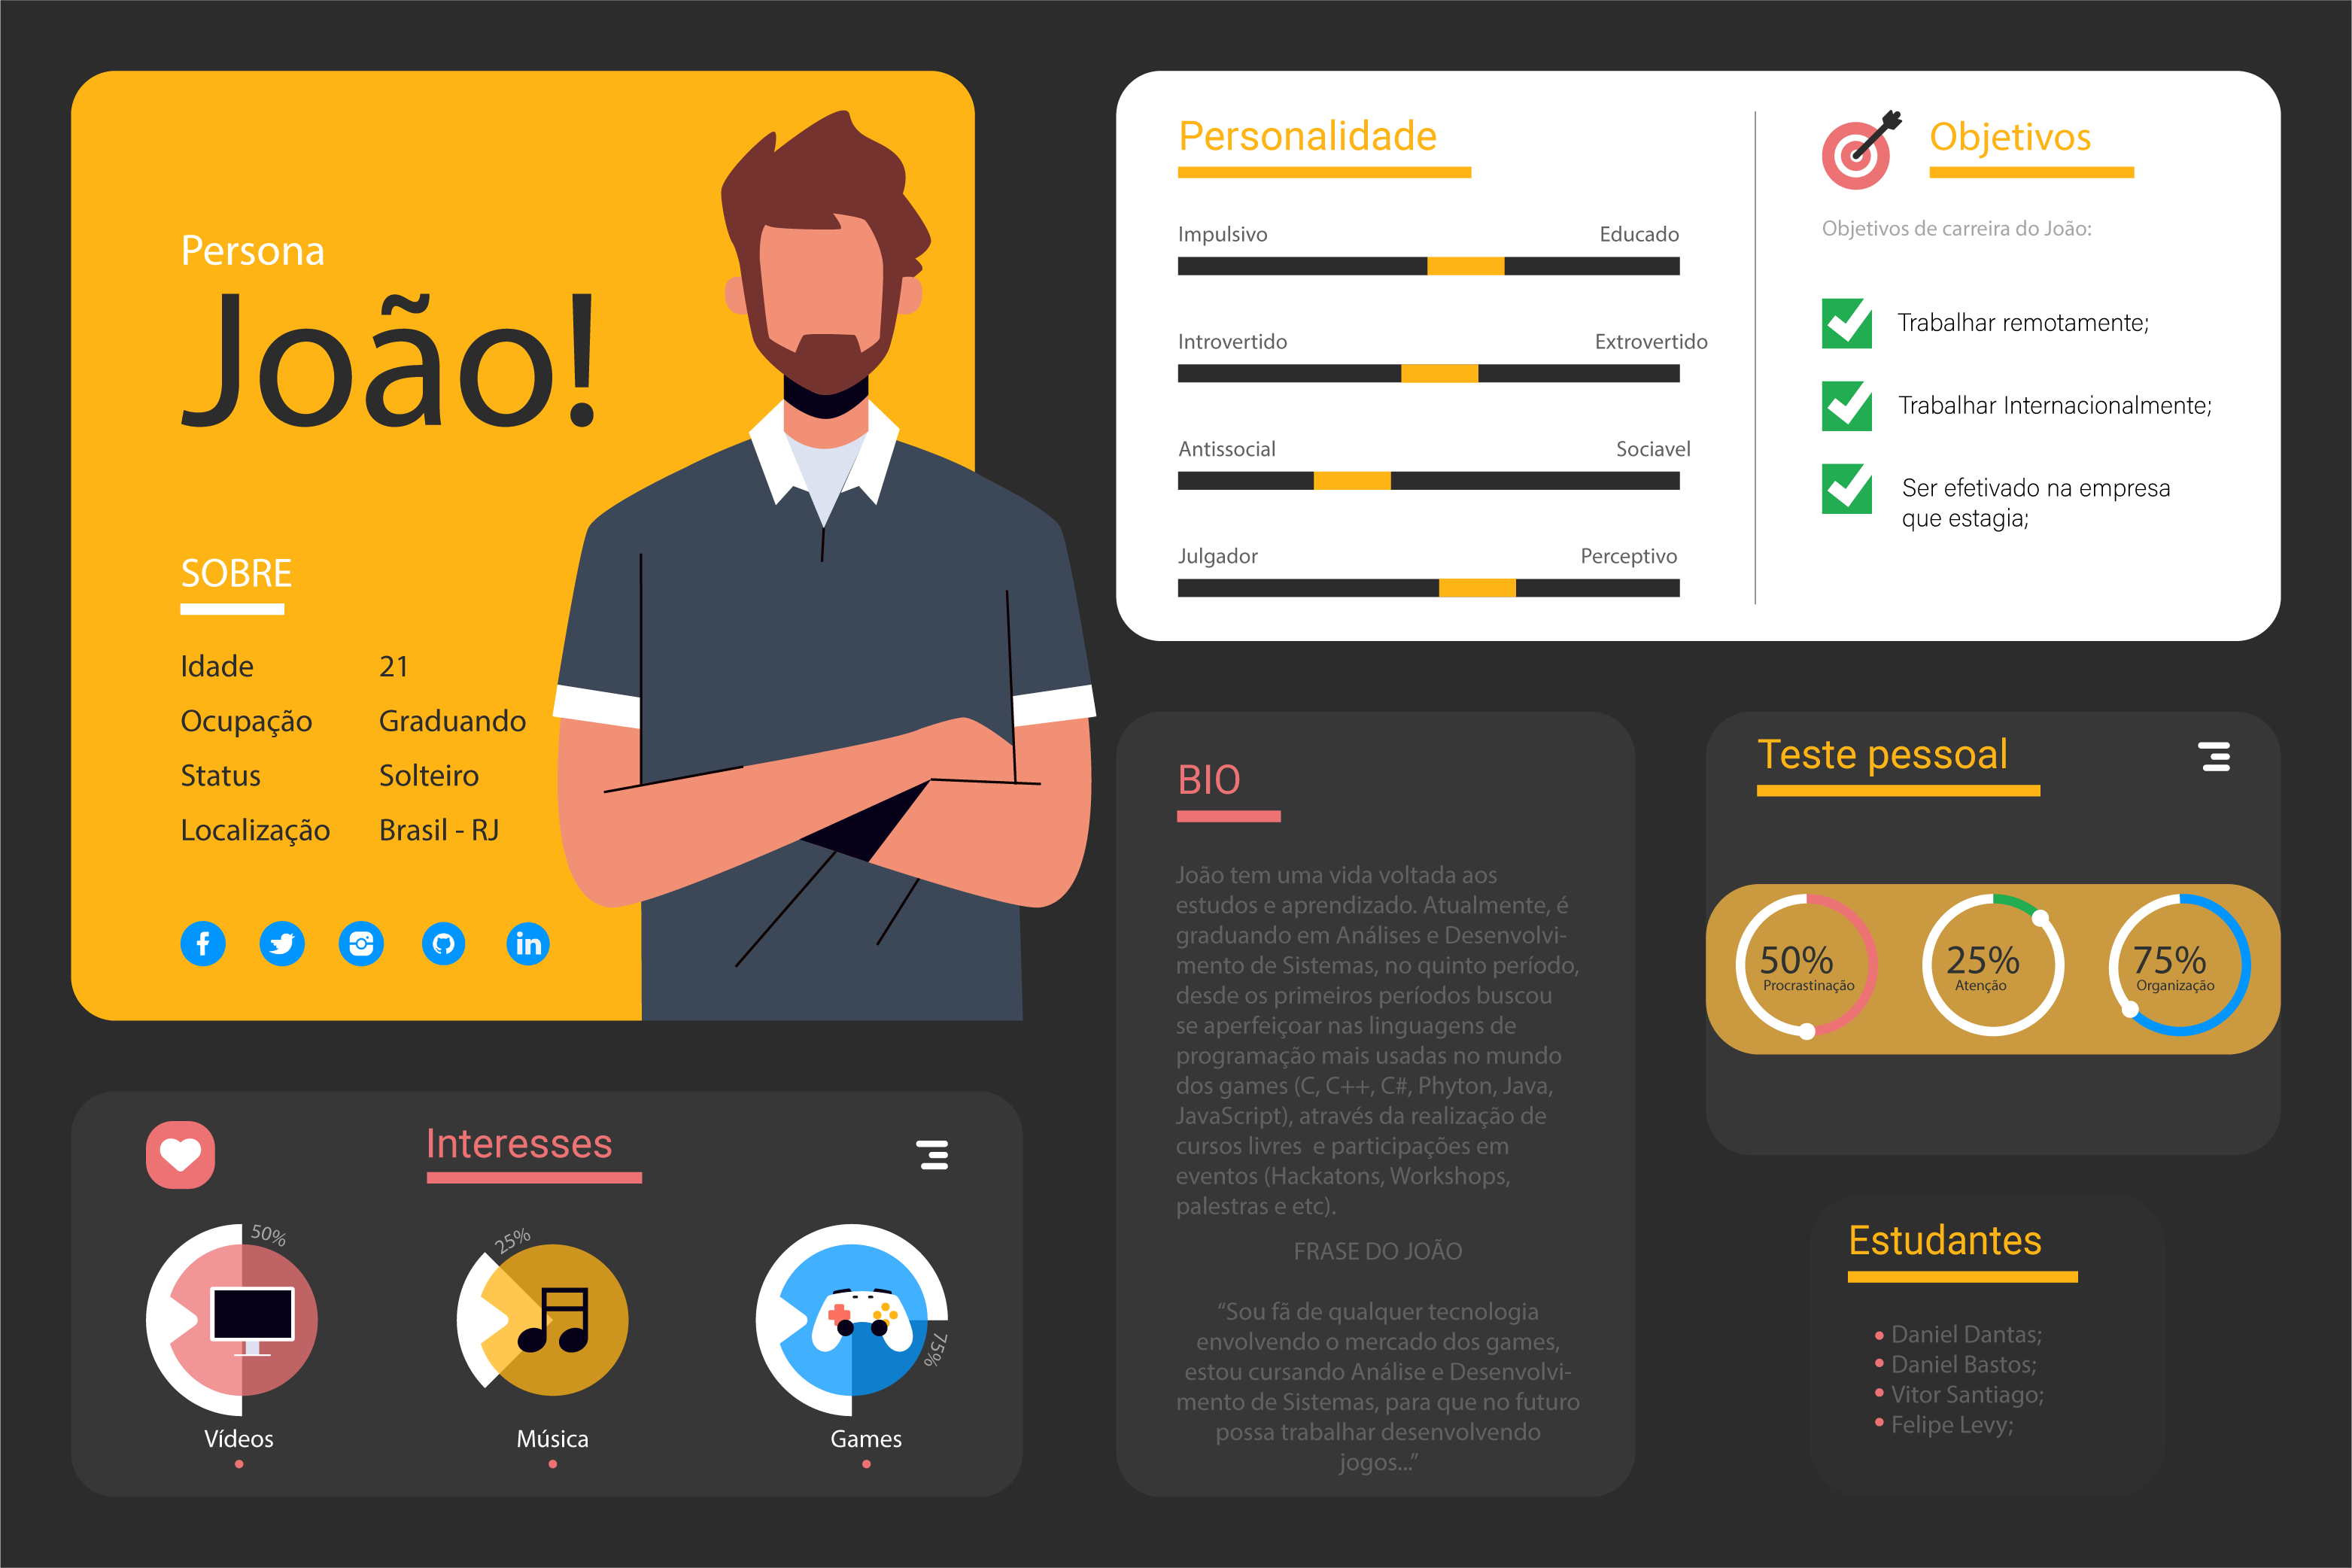 Persona
João!
SOBRE
Idade 21
Ocupação Graduando
Status Solteiro
Localização Brasil - RJ
Personalidade
Impulsivo Educado
Introvertido Extrovertido
Antissocial Sociavel
Julgador Perceptivo
Objetivos
Objetivos de carreira do João:
Trabalhar remotamente;
Trabalhar Internacionalmente;
Ser efetivado na empresa
que estagia;
Interesses
50%
25%
75%
Vídeos
Música
Games
BIO
João tem uma vida voltada aos
estudos e aprendizado. Atualmente, é
graduando em Análises e Desenvolvi-
mento de Sistemas, no quinto período,
desde os primeiros períodos buscou
se aperfeiçoar nas linguagens de
programação mais usadas no mundo
dos games (C, C++, C#, Phyton, Java,
JavaScript), através da realização de
cursos livres  e participações em
eventos (Hackatons, Workshops,
palestras e etc).
FRASE DO JOÃO
“Sou fã de qualquer tecnologia
envolvendo o mercado dos games,
estou cursando Análise e Desenvolvi-
mento de Sistemas, para que no futuro
possa trabalhar desenvolvendo
jogos...”
Teste pessoal
50%
Procrastinação
25%
Atenção
75%
Organização
Estudantes
• Daniel Dantas;
• Daniel Bastos;
• Vitor Santiago;
• Felipe Levy;